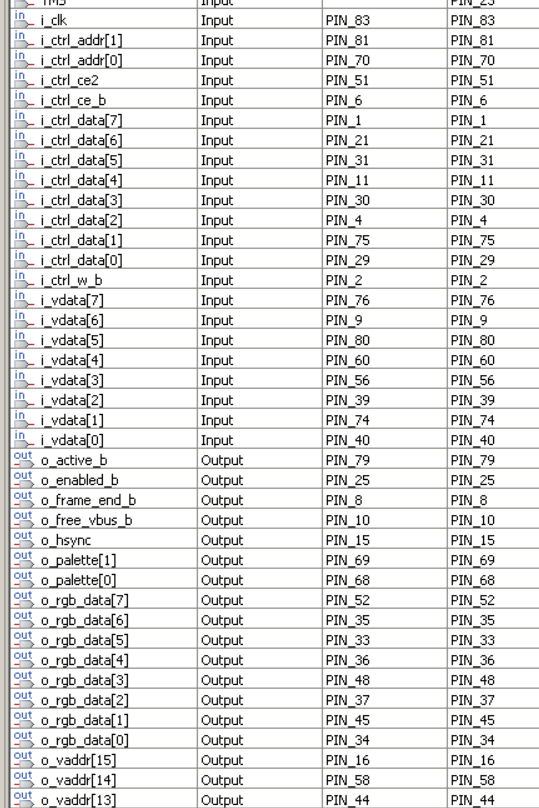 TMS Input PIN_23
in i_clk Input PIN_83 PIN_83
in i_ctrl_addr[1] Input PIN_81 PIN_81
in i_ctrl_addr[0] Input PIN_70 PIN_70
in i_ctrl_ce2 Input PIN_51 PIN_51
in i_ctrl_ce_b Input PIN_6 PIN_6
in i_ctrl_data[7] Input PIN_1 PIN_1
in i_ctrl_data[6] Input PIN_21 PIN_21
in i_ctrl_data[5] Input PIN_31 PIN_31
in i_ctrl_data[4] Input PIN_11 PIN_11
in i_ctrl_data[3] Input PIN_30 PIN_30
in i_ctrl_data[2] Input PIN_4 PIN_4
in i_ctrl_data[1] Input PIN_75 PIN_75
in i_ctrl_data[0] Input PIN_29 PIN_29
in i_ctrl_w_b Input PIN_2 PIN_2
in i_vdata[7] Input PIN_76 PIN_76
in i_vdata[6] Input PIN_9 PIN_9
in i_vdata[5] Input PIN_80 PIN_80
in i_vdata[4] Input PIN_60 PIN_60
in i_vdata[3] Input PIN_56 PIN_56
in i_vdata[2] Input PIN_39 PIN_39
in i_vdata[1] Input PIN_74 PIN_74
in i_vdata[0] Input PIN_40 PIN_40
out o_active_b Output PIN_79 PIN_79
out o_enabled_b Output PIN_25 PIN_25
out o_frame_end_b Output PIN_8 PIN_8
out o_free_vbus_b Output PIN_10 PIN_10
out o_hsync Output PIN_15 PIN_15
out o_palette[1] Output PIN_69 PIN_69
out o_palette[0] Output PIN_68 PIN_68
out o_rgb_data[7] Output PIN_52 PIN_52
out o_rgb_data[6] Output PIN_35 PIN_35
out o_rgb_data[5] Output PIN_33 PIN_33
out o_rgb_data[4] Output PIN_36 PIN_36
out o_rgb_data[3] Output PIN_48 PIN_48
out o_rgb_data[2] Output PIN_37 PIN_37
out o_rgb_data[1] Output PIN_45 PIN_45
out o_rgb_data[0] Output PIN_34 PIN_34
out o_vaddr[15] Output PIN_16 PIN_16
out o_vaddr[14] Output PIN_58 PIN_58
out o_vaddr[13] Output PIN_44 PIN_44